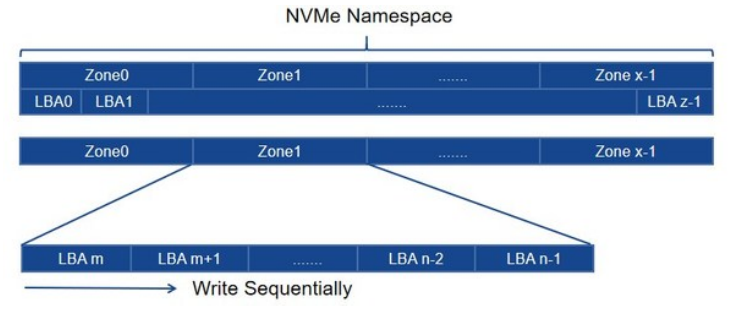 NVMe Namespace
Zone0 Zone1 ....... Zone x-1
LBA0 LBA1 ....... LBA z-1
Zone0 Zone1 ....... Zone x-1
LBA m LBA m+1 ....... LBA n-2 LBA n-1
Write Sequentially